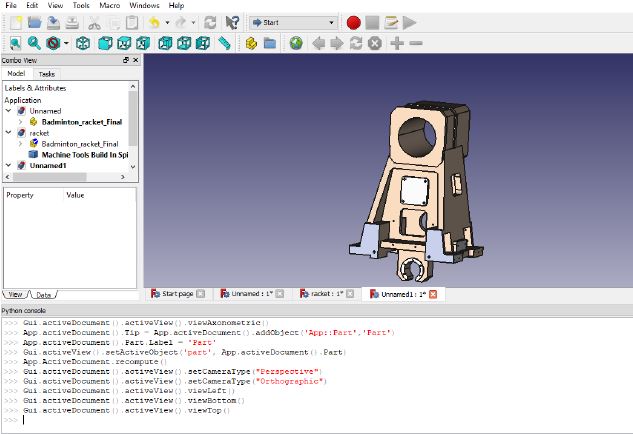 File Edit View Tools Macro Windows Help
Start
Combo View
Model Tasks
Labels & Attributes
Application
Unnamed
Badminton_racket_Final
racket
Badminton_racket_Final
Machine Tools Build In Spi
Unnamed1
Property Value
View Data
Start page Unnamed : 1* racket : 1* Unnamed1 : 1*
Python console
>>> Gui.activeDocument().activeView().viewAxonometric()
>>> App.activeDocument().Tip = App.activeDocument().addObject('App::Part','Part')
>>> App.activeDocument().Part.Label = 'Part'
>>> Gui.activeView().setActiveObject('part', App.activeDocument().Part)
>>> App.ActiveDocument.recompute()
>>> Gui.activeDocument().activeView().setCameraType("Perspective")
>>> Gui.activeDocument().activeView().setCameraType("Orthographic")
>>> Gui.activeDocument().activeView().viewLeft()
>>> Gui.activeDocument().activeView().viewBottom()
>>> Gui.activeDocument().activeView().viewTop()
>>>